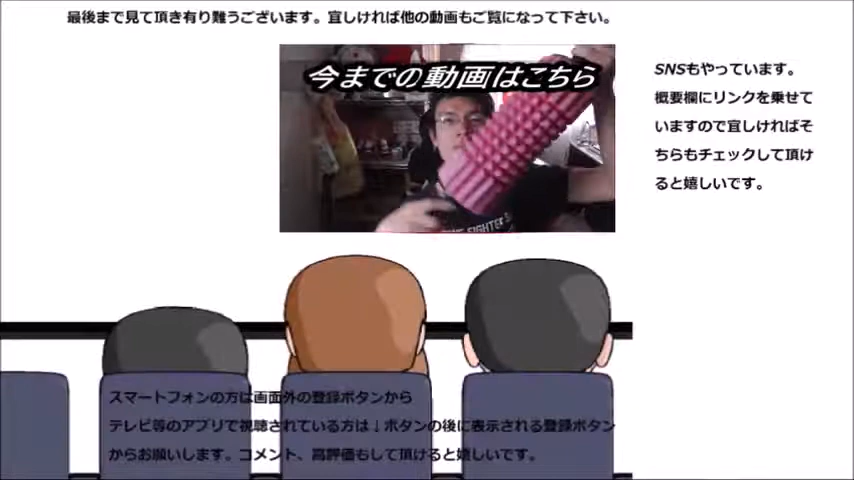 最後まで見て頂き有り難うございます。宜しければ他の動画もご覧になって下さい。
今までの動画はこちら
SNSもやっています。
概要欄にリンクを乗せて
いますので宜しければそ
ちらもチェックして頂け
ると嬉しいです。
スマートフォンの方は画面外の登録ボタンから
テレビ等のアプリで視聴されている方は↓ボタンの後に表示される登録ボタン
からお願いします。コメント、高評価もして頂けると嬉しいです。